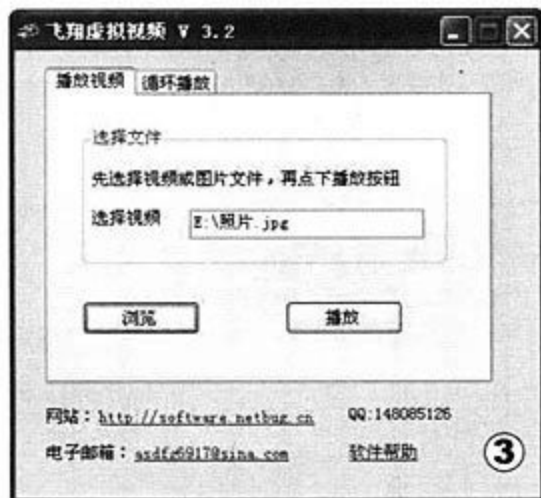 飞翔虚拟视频 V 3.2
播放视频 循环播放
选择文件
先选择视频或图片文件，再点下播放按钮
选择视频 E:\照片.jpg
浏览 播放
网站：http://software.netbug.cn QQ:148085126
电子邮箱：asdfg6917@sina.com 软件帮助
③